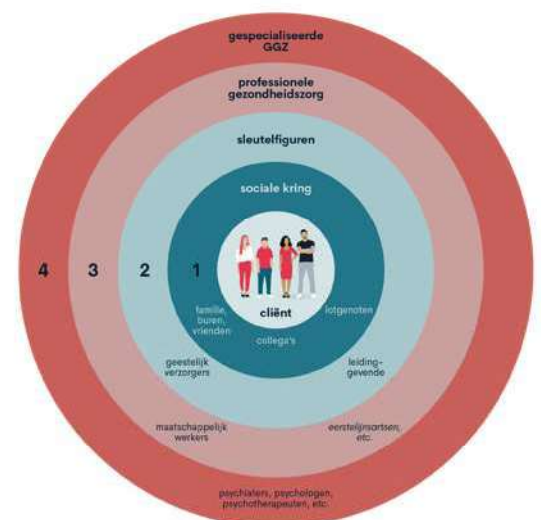 gespecialiseerde
GGZ
professionele
gezondheidszorg
sleutelfiguren
sociale kring
4 3 2 1
familie,
buren,
vrienden
cliënt
lotgenoten
collega's
geestelijk
verzorgers
leiding-
gevende
maatschappelijk
werkers
eerstelijnsartsen,
etc.
psychiaters, psychologen,
psychotherapeuten, etc.